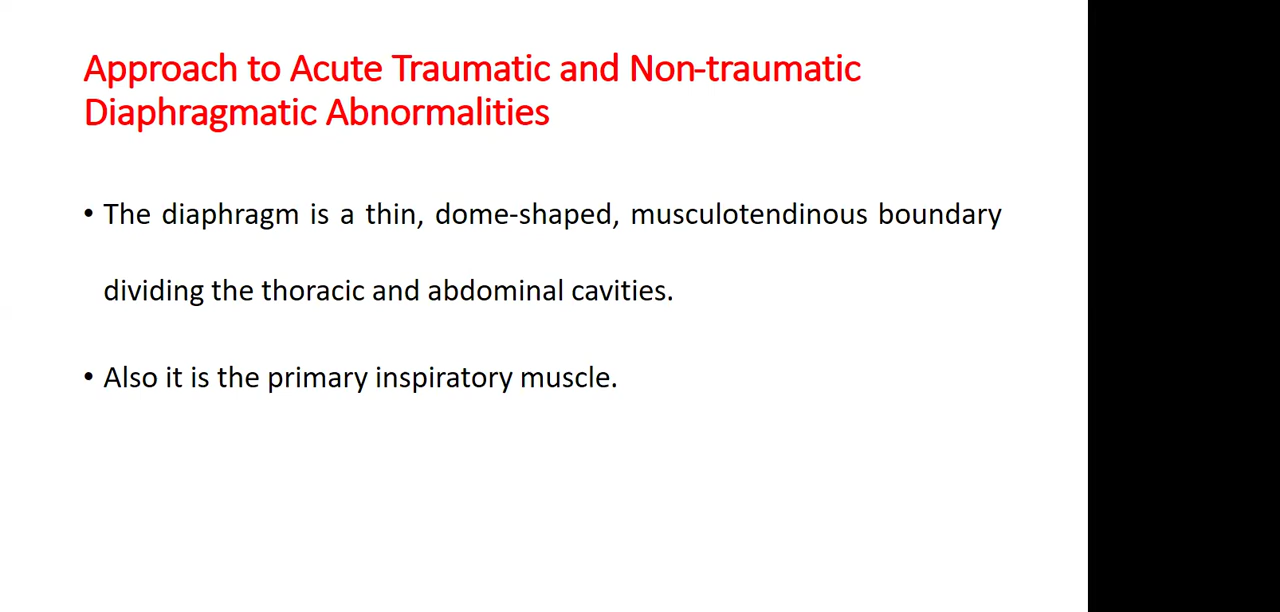 Approach to Acute Traumatic and Non-traumatic
Diaphragmatic Abnormalities
• The diaphragm is a thin, dome-shaped, musculotendinous boundary
dividing the thoracic and abdominal cavities.
• Also it is the primary inspiratory muscle.